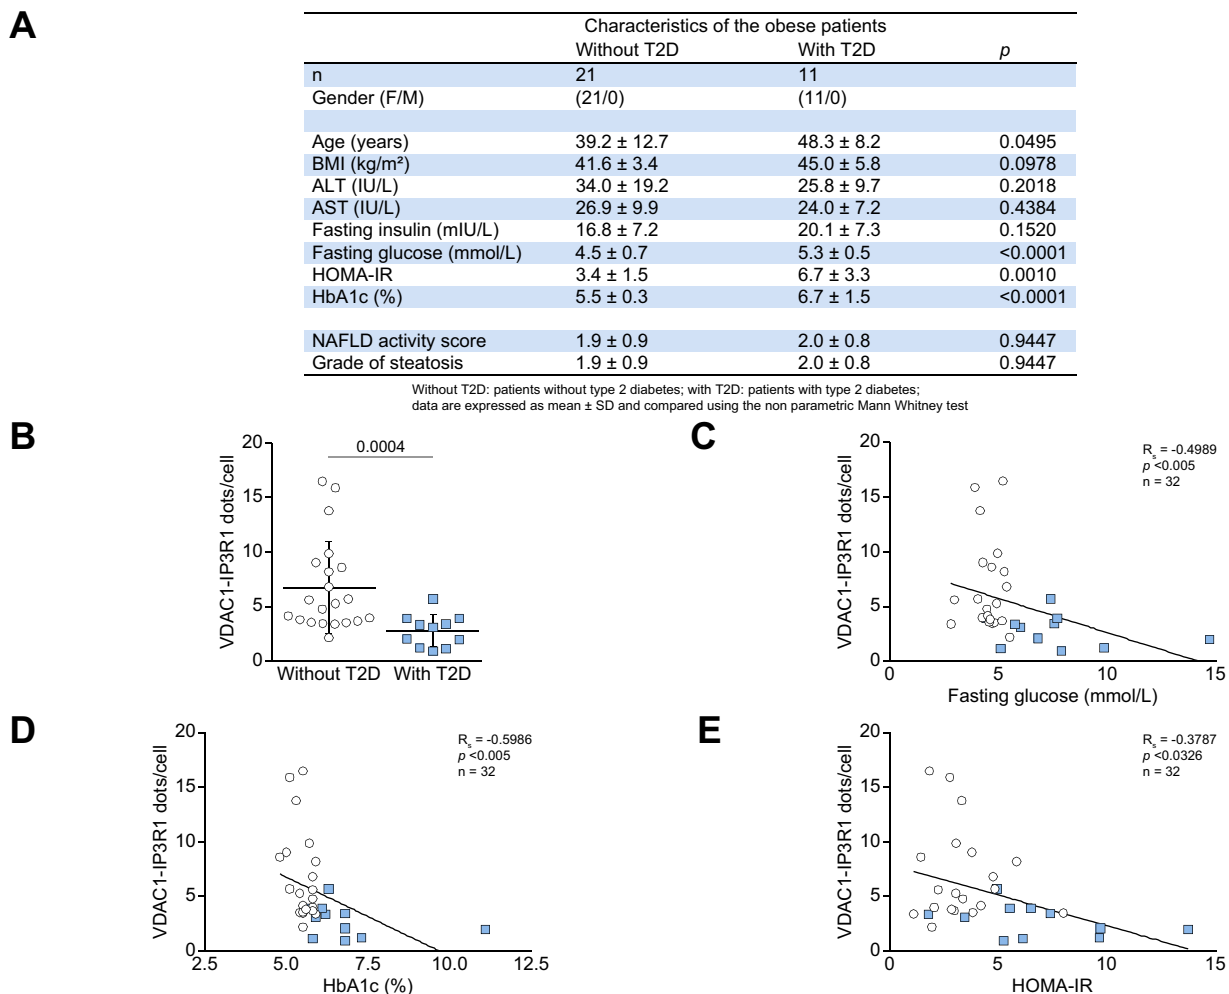 A
Characteristics of the obese patients
Without T2D With T2D p
n 21 11
Gender (F/M) (21/0) (11/0)
Age (years) 39.2 ± 12.7 48.3 ± 8.2 0.0495
BMI (kg/m²) 41.6 ± 3.4 45.0 ± 5.8 0.0978
ALT (IU/L) 34.0 ± 19.2 25.8 ± 9.7 0.2018
AST (IU/L) 26.9 ± 9.9 24.0 ± 7.2 0.4384
Fasting insulin (mIU/L) 16.8 ± 7.2 20.1 ± 7.3 0.1520
Fasting glucose (mmol/L) 4.5 ± 0.7 5.3 ± 0.5 <0.0001
HOMA-IR 3.4 ± 1.5 6.7 ± 3.3 0.0010
HbA1c (%) 5.5 ± 0.3 6.7 ± 1.5 <0.0001
NAFLD activity score 1.9 ± 0.9 2.0 ± 0.8 0.9447
Grade of steatosis 1.9 ± 0.9 2.0 ± 0.8 0.9447
Without T2D: patients without type 2 diabetes; with T2D: patients with type 2 diabetes;
data are expressed as mean ± SD and compared using the non parametric Mann Whitney test
B
VDAC1-IP3R1 dots/cell
20
15
10
5
0
0.0004
Without T2D With T2D
C
VDAC1-IP3R1 dots/cell
20
15
10
5
0
Rs = -0.4989
p <0.005
n = 32
0 5 10 15
Fasting glucose (mmol/L)
D
VDAC1-IP3R1 dots/cell
20
15
10
5
0
Rs = -0.5986
p <0.005
n = 32
2.5 5.0 7.5 10.0 12.5
HbA1c (%)
E
VDAC1-IP3R1 dots/cell
20
15
10
5
0
Rs = -0.3787
p <0.0326
n = 32
0 5 10 15
HOMA-IR